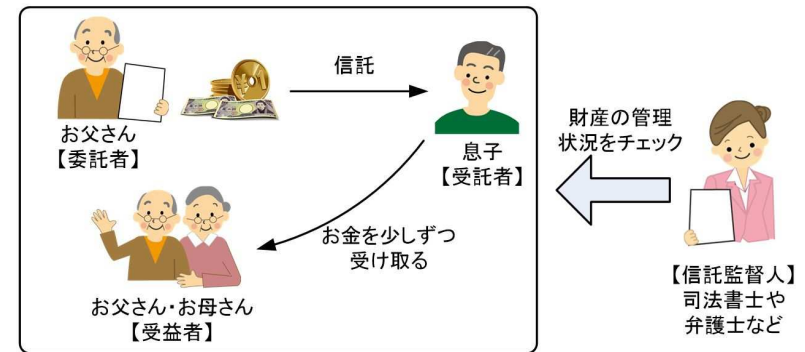 お父さん
【委託者】
信託
息子
【受託者】
お金を少しずつ
受け取る
お父さん・お母さん
【受益者】
財産の管理
状況をチェック
【信託監督人】
司法書士や
弁護士など